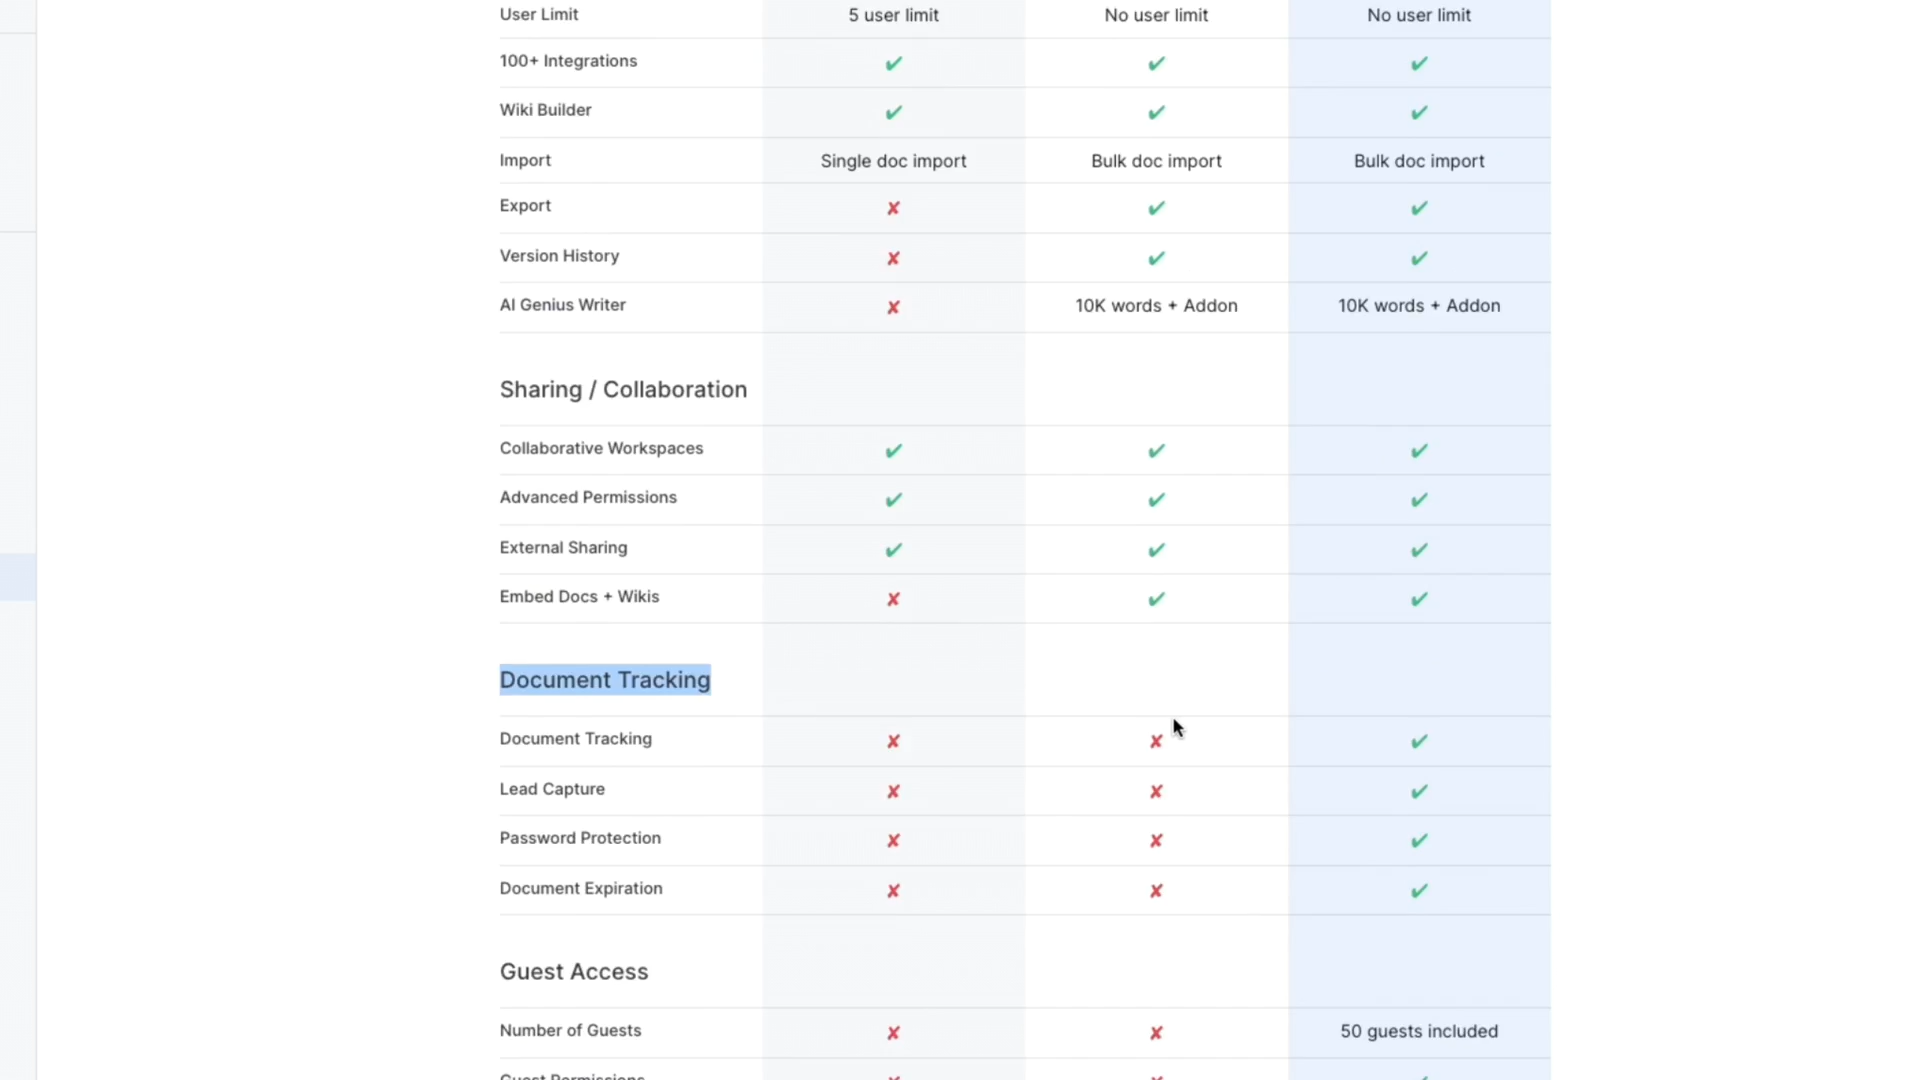 User Limit 5 user limit No user limit No user limit
100+ Integrations ✔ ✔ ✔
Wiki Builder ✔ ✔ ✔
Import Single doc import Bulk doc import Bulk doc import
Export ✘ ✔ ✔
Version History ✘ ✔ ✔
AI Genius Writer ✘ 10K words + Addon 10K words + Addon
Sharing / Collaboration
Collaborative Workspaces ✔ ✔ ✔
Advanced Permissions ✔ ✔ ✔
External Sharing ✔ ✔ ✔
Embed Docs + Wikis ✘ ✔ ✔
Document Tracking
Document Tracking ✘ ✘ ✔
Lead Capture ✘ ✘ ✔
Password Protection ✘ ✘ ✔
Document Expiration ✘ ✘ ✔
Guest Access
Number of Guests ✘ ✘ 50 guests included